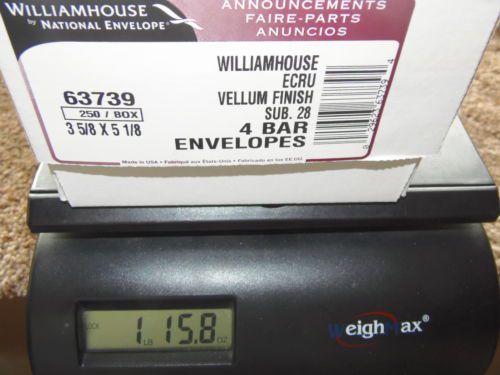 WILLIAMHOUSE
by NATIONAL ENVELOPE®
ANNOUNCEMENTS
FAIRE-PARTS
ANUNCIOS
63739
250 / BOX
3 5/8 X 5 1/8
WILLIAMHOUSE
ECRU
VELLUM FINISH
SUB. 28
4 BAR
ENVELOPES
Made in USA • Fabriqué aux États-Unis • Fabricado en los EE.UU.
LOCK
1 LB 15.8 OZ
WeighMax®